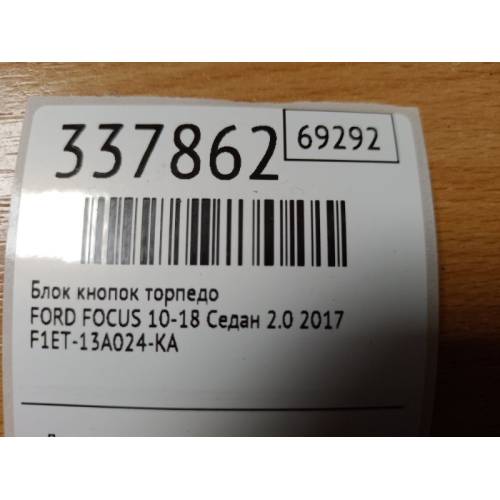 337862
69292
Блок кнопок торпедо
FORD FOCUS 10-18 Седан 2.0 2017
F1ET-13A024-KA